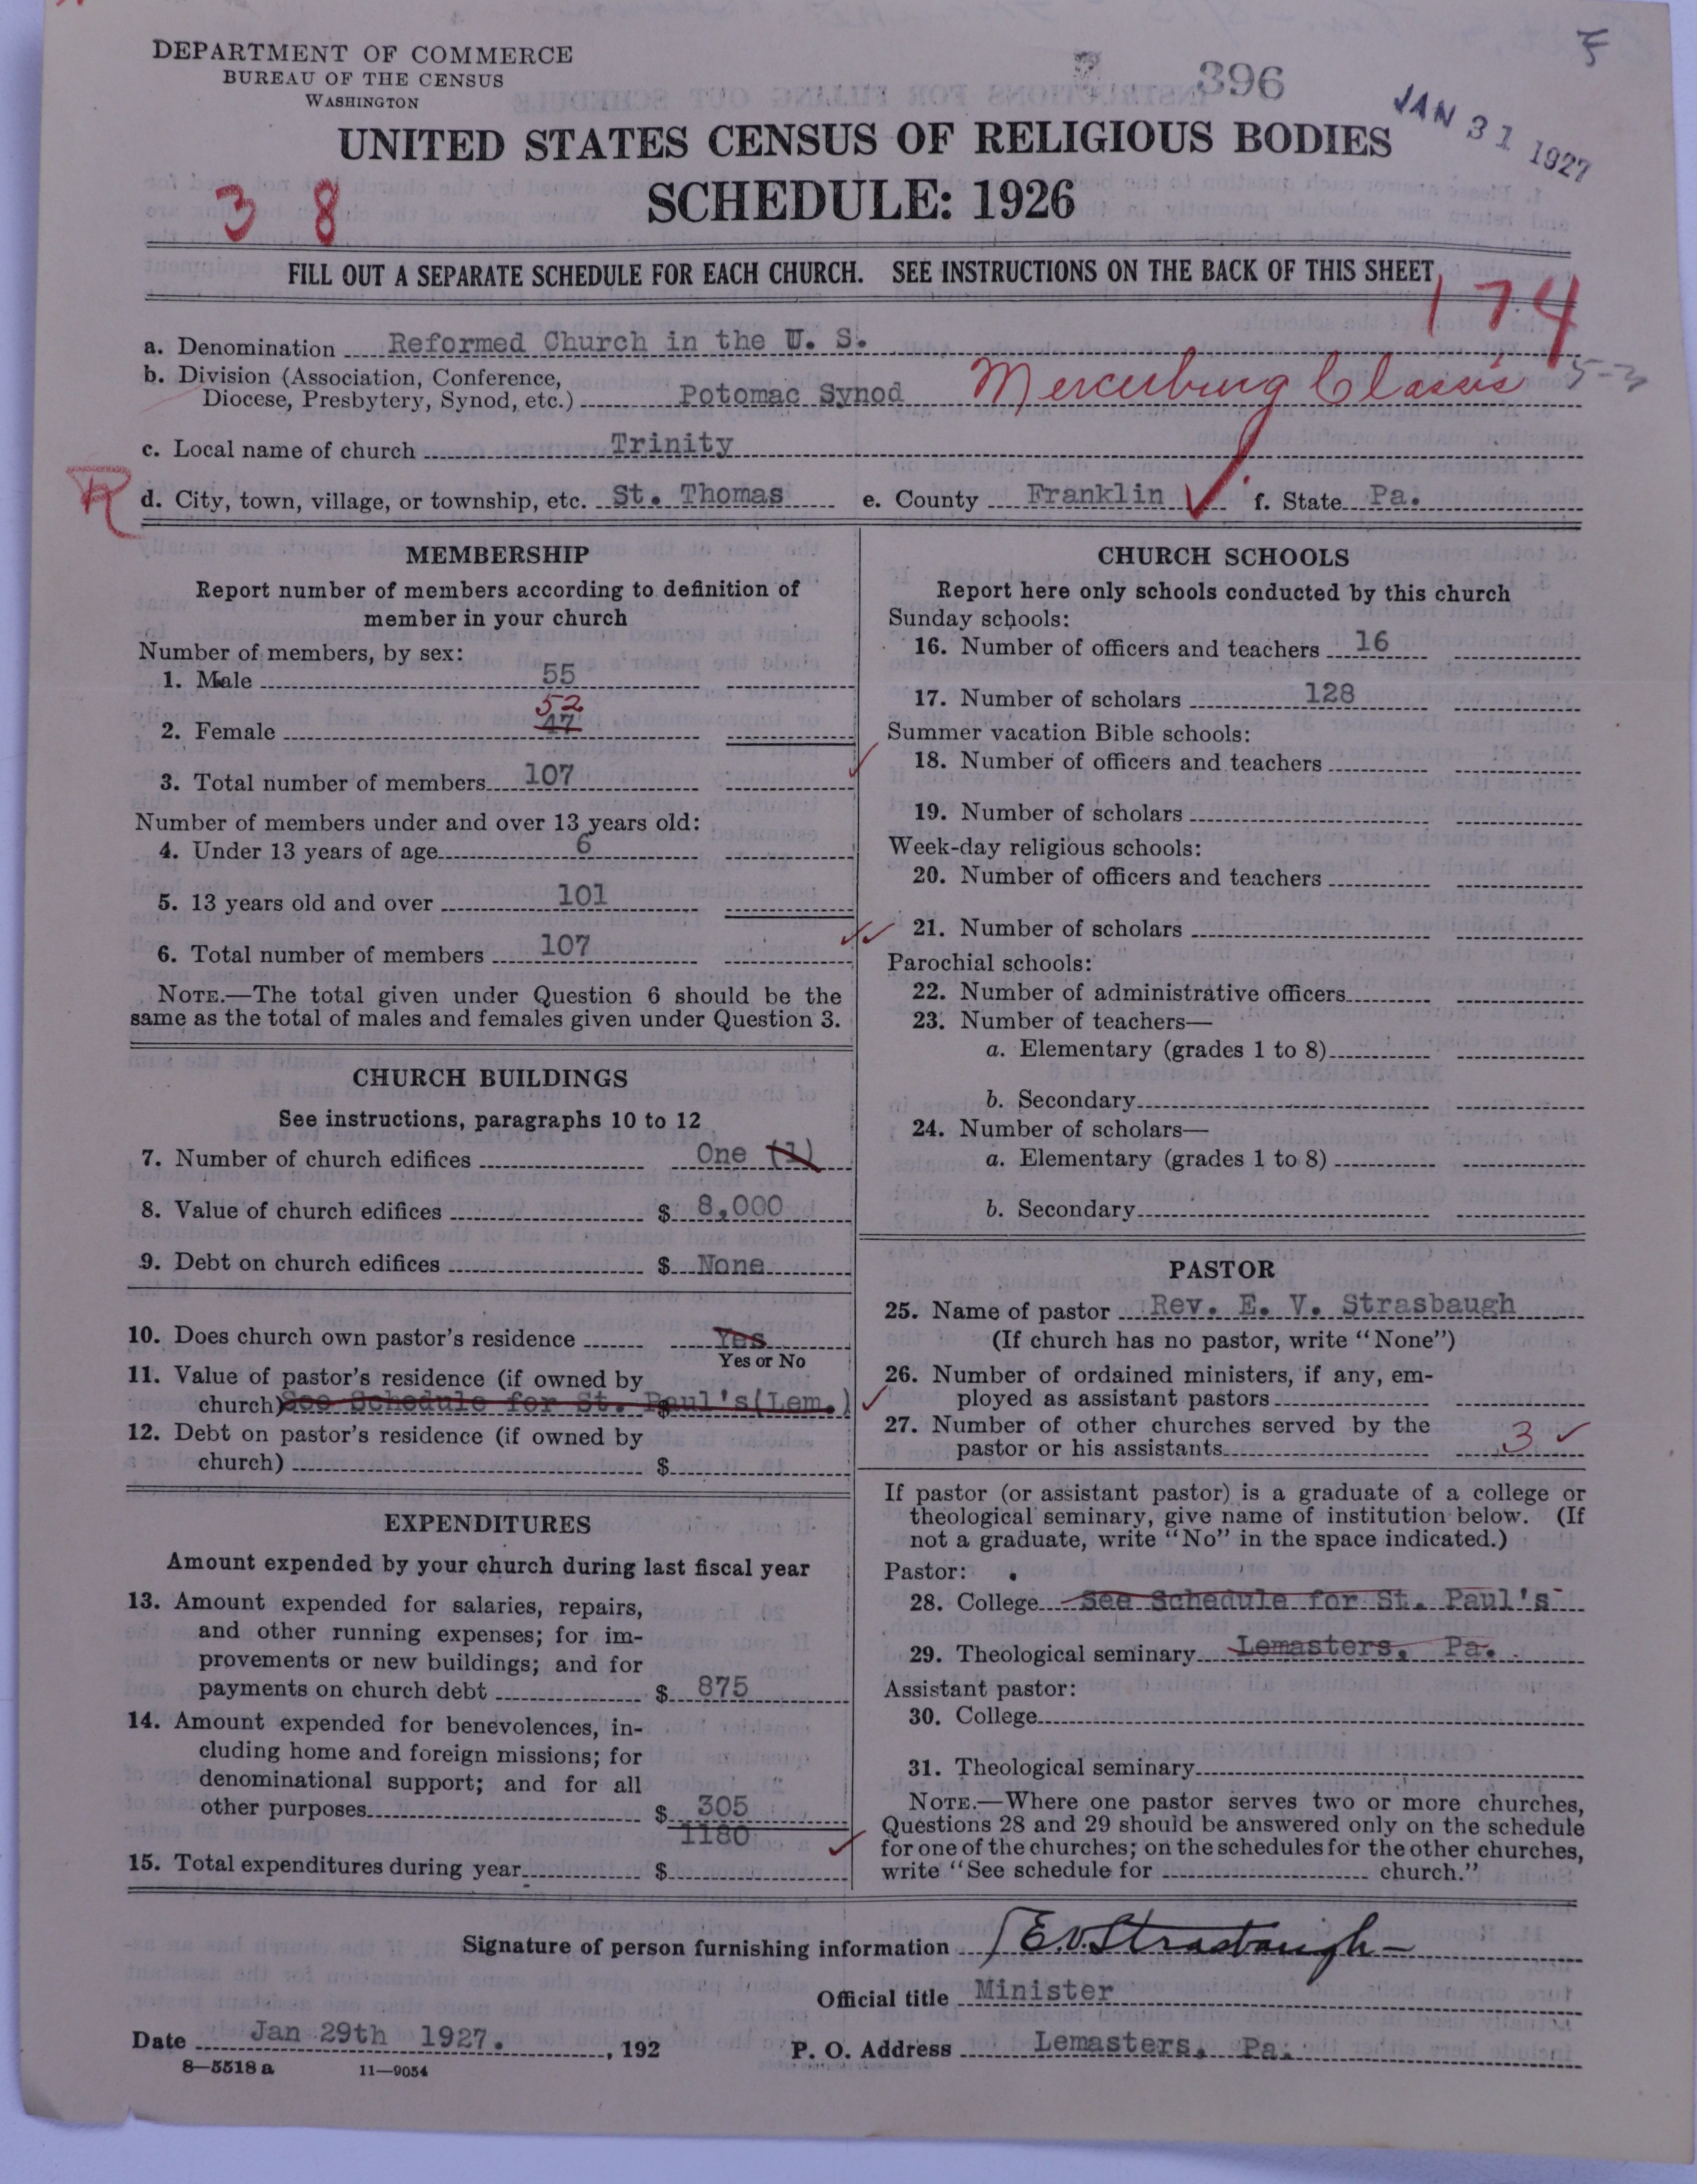 DEPARTMENT OF COMMERCE
BUREAU OF THE CENSUS
WASHINGTON
396
JAN 31 1927
UNITED STATES CENSUS OF RELIGIOUS BODIES
SCHEDULE: 1926
3 8
FILL OUT A SEPARATE SCHEDULE FOR EACH CHURCH. SEE INSTRUCTIONS ON THE BACK OF THIS SHEET
174
a. Denomination Reformed Church in the U. S.
b. Division (Association, Conference,
Diocese, Presbytery, Synod, etc.) Potomac Synod Mercersburg Classis
c. Local name of church Trinity
R
d. City, town, village, or township, etc. St. Thomas e. County Franklin f. State Pa.
MEMBERSHIP
Report number of members according to definition of
member in your church
Number of members, by sex:
1. Male 55
52
2. Female 47
3. Total number of members 107
Number of members under and over 13 years old:
4. Under 13 years of age 6
5. 13 years old and over 101
6. Total number of members 107
NOTE.—The total given under Question 6 should be the
same as the total of males and females given under Question 3.
CHURCH BUILDINGS
See instructions, paragraphs 10 to 12
7. Number of church edifices One (1)
8. Value of church edifices $ 8,000
9. Debt on church edifices $ None
10. Does church own pastor's residence Yes
Yes or No
11. Value of pastor's residence (if owned by
church) See Schedule for St. Paul's(Lem.)
$
12. Debt on pastor's residence (if owned by
church) $
EXPENDITURES
Amount expended by your church during last fiscal year
13. Amount expended for salaries, repairs,
and other running expenses; for im-
provements or new buildings; and for
payments on church debt $ 875
14. Amount expended for benevolences, in-
cluding home and foreign missions; for
denominational support; and for all
other purposes $ 305
1180
15. Total expenditures during year $
CHURCH SCHOOLS
Report here only schools conducted by this church
Sunday schools:
16. Number of officers and teachers 16
17. Number of scholars 128
Summer vacation Bible schools:
18. Number of officers and teachers
19. Number of scholars
Week-day religious schools:
20. Number of officers and teachers
21. Number of scholars
Parochial schools:
22. Number of administrative officers
23. Number of teachers—
a. Elementary (grades 1 to 8)
b. Secondary
24. Number of scholars—
a. Elementary (grades 1 to 8)
b. Secondary
PASTOR
25. Name of pastor Rev. E. V. Strasbaugh
(If church has no pastor, write "None")
26. Number of ordained ministers, if any, em-
ployed as assistant pastors
27. Number of other churches served by the
pastor or his assistants 3
If pastor (or assistant pastor) is a graduate of a college or
theological seminary, give name of institution below. (If
not a graduate, write "No" in the space indicated.)
Pastor:
28. College See Schedule for St. Paul's
29. Theological seminary Lemasters, Pa.
Assistant pastor:
30. College
31. Theological seminary
NOTE.—Where one pastor serves two or more churches,
Questions 28 and 29 should be answered only on the schedule
for one of the churches; on the schedules for the other churches,
write "See schedule for church."
Signature of person furnishing information E V Strasbaugh
Official title Minister
Date Jan 29th 1927. , 192
P. O. Address Lemasters, Pa.
8—5518 a 11—9054